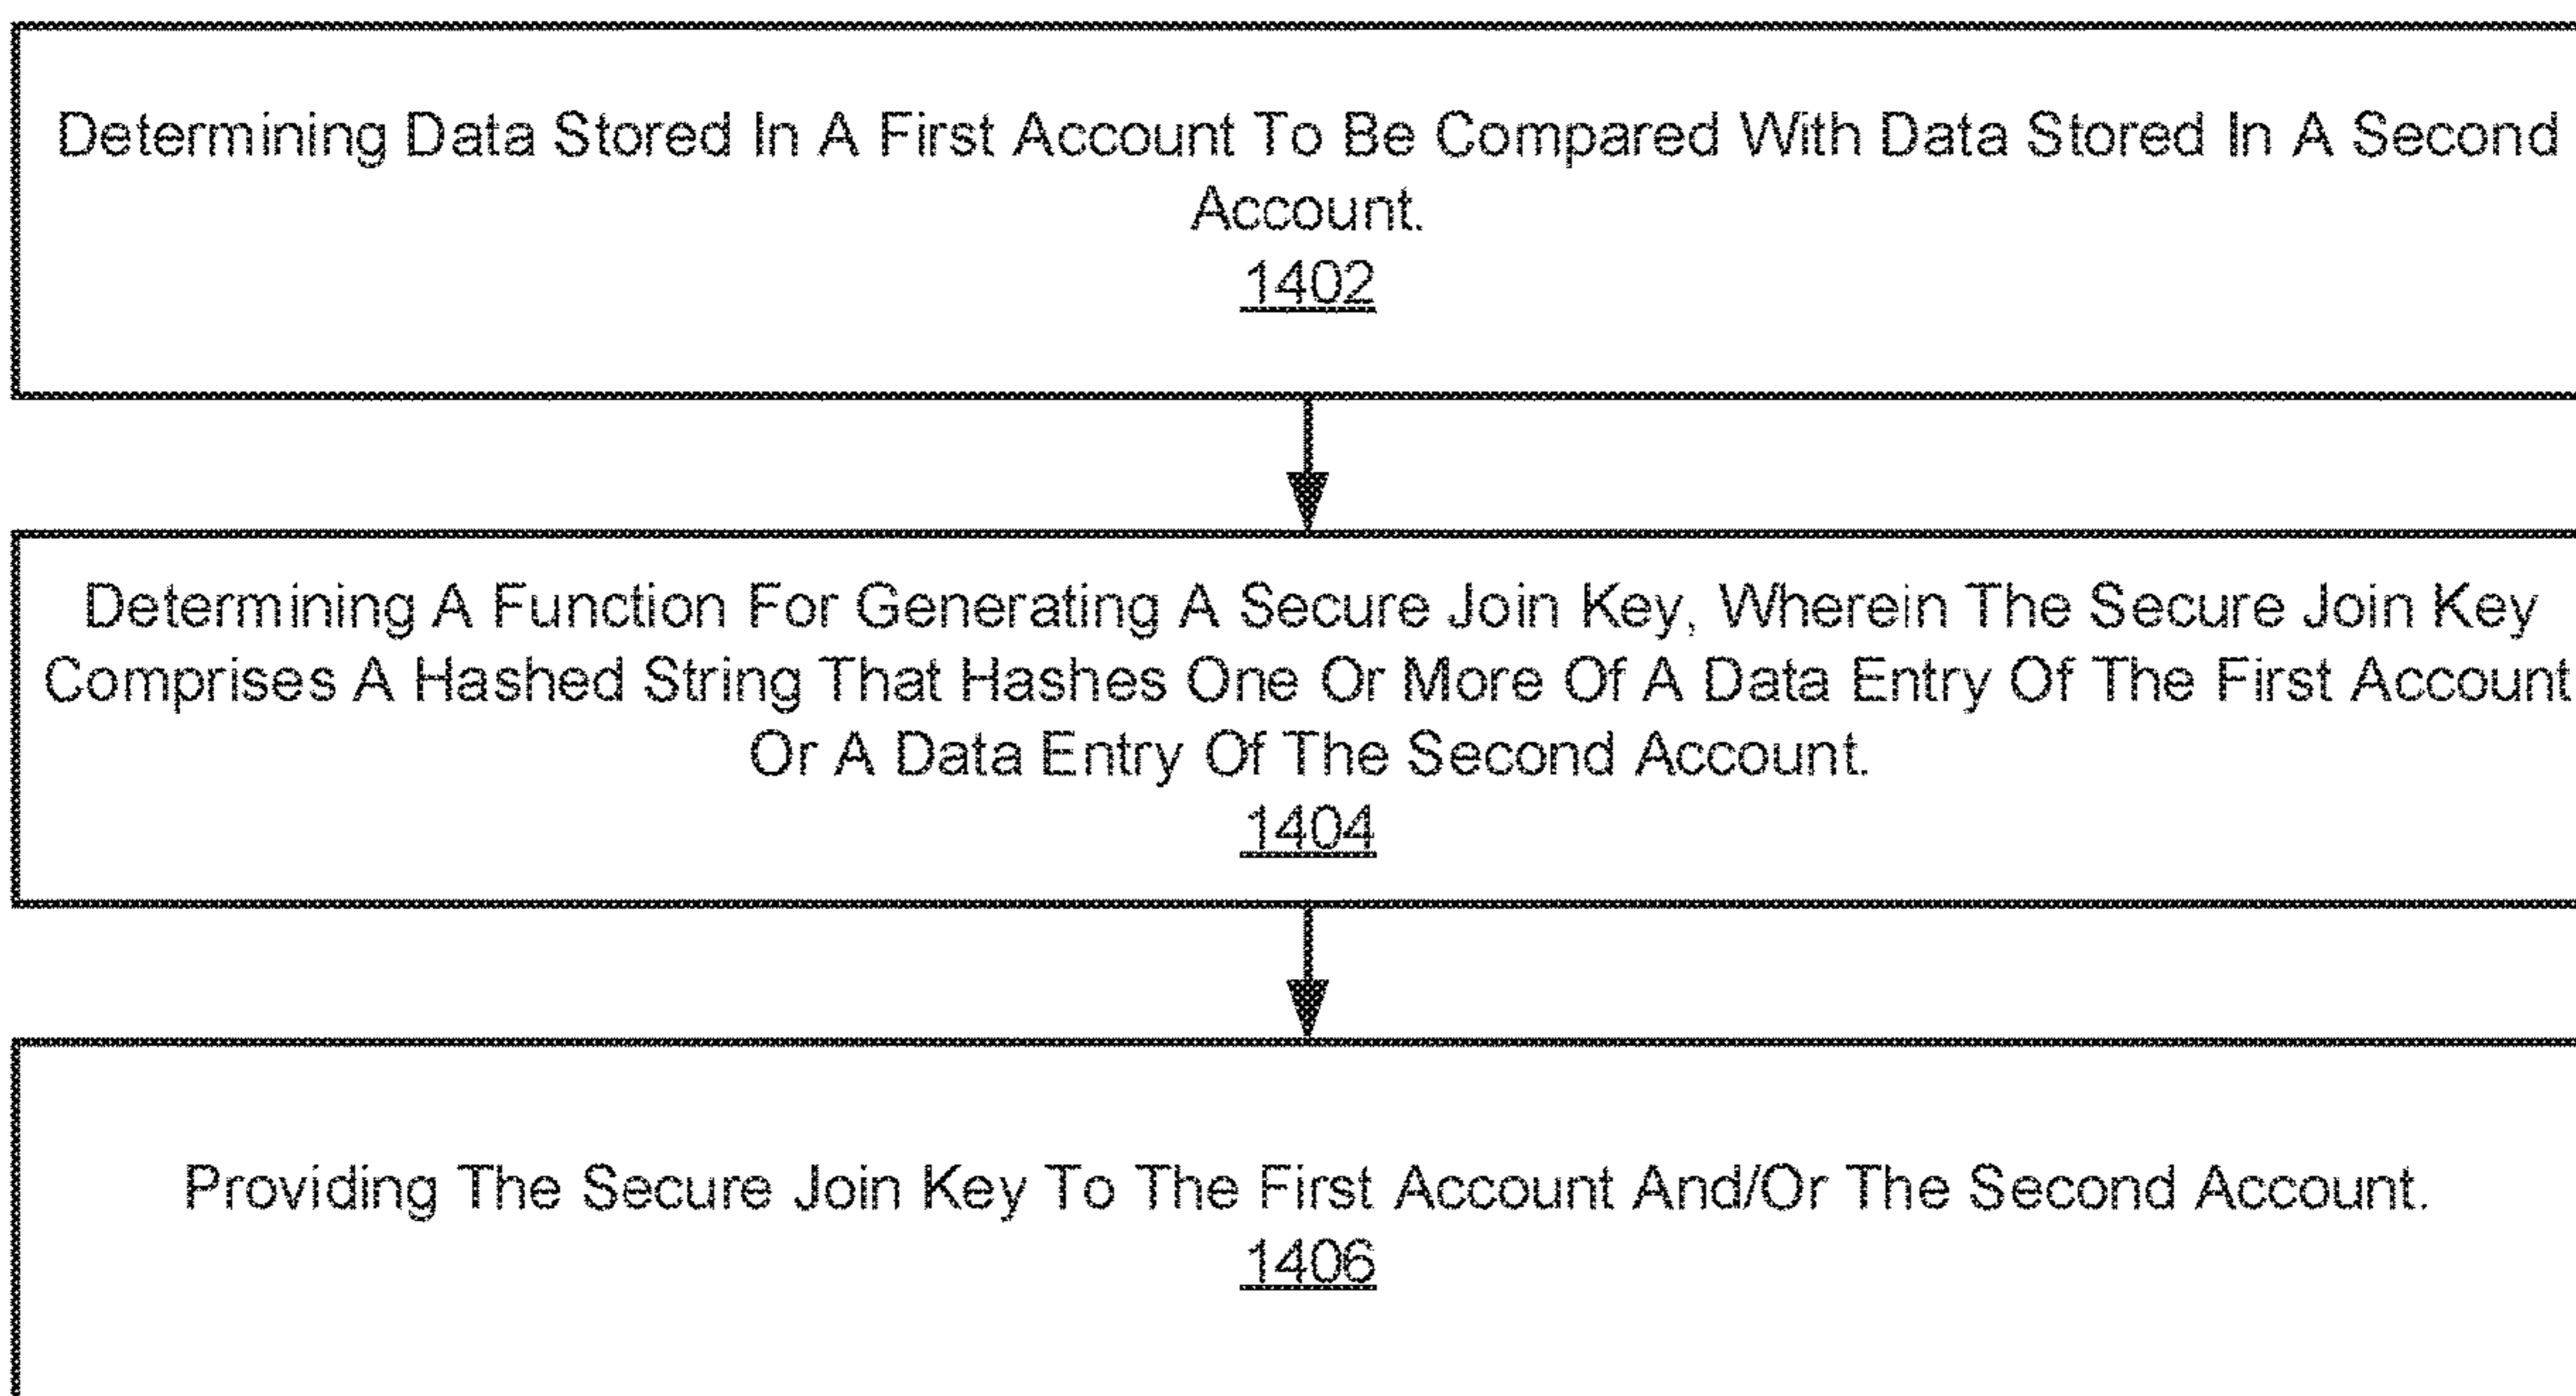 Determining Data Stored In A First Account To Be Compared With Data Stored In A Second
Account.
1402
Determining A Function For Generating A Secure Join Key, Wherein The Secure Join Key
Comprises A Hashed String That Hashes One Or More Of A Data Entry Of The First Account
Or A Data Entry Of The Second Account.
1404
Providing The Secure Join Key To The First Account And/Or The Second Account.
1406